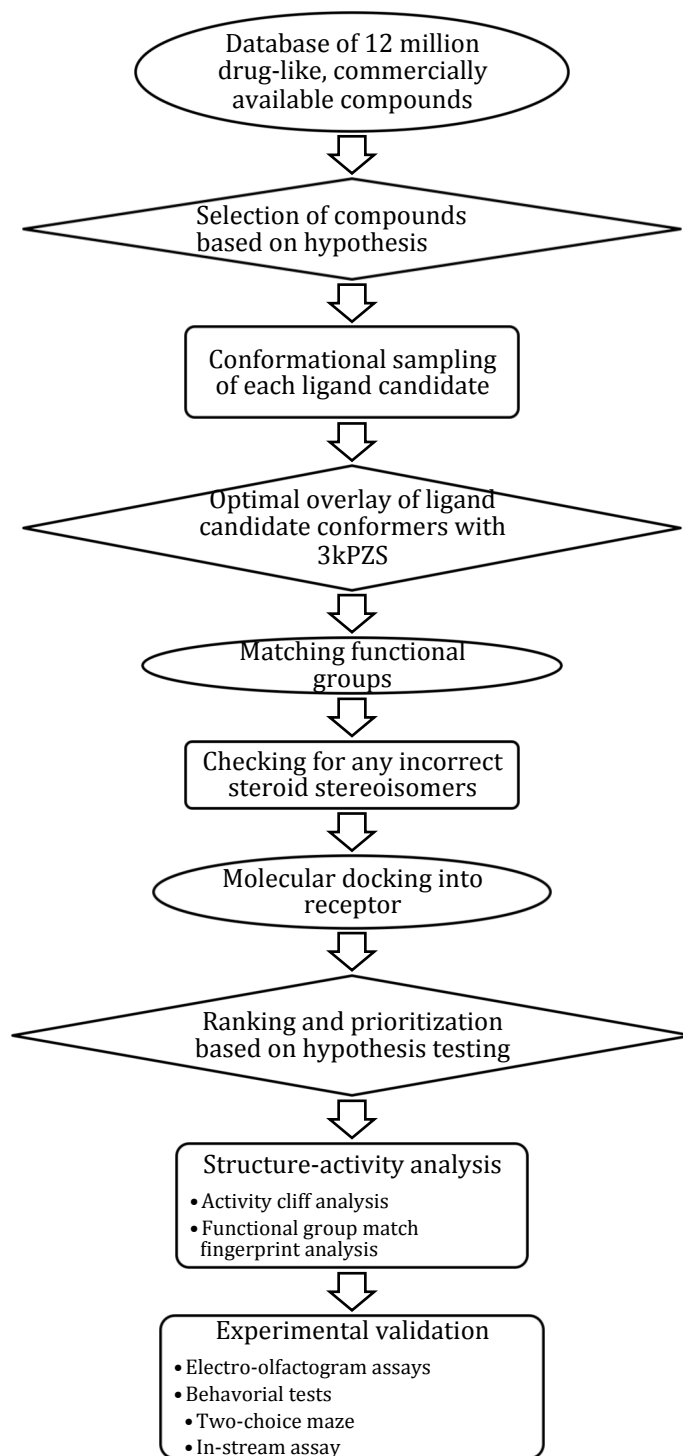 Database of 12 million
drug-like, commercially
available compounds
Selection of compounds
based on hypothesis
Conformational sampling
of each ligand candidate
Optimal overlay of ligand
candidate conformers with
3kPZS
Matching functional
groups
Checking for any incorrect
steroid stereoisomers
Molecular docking into
receptor
Ranking and prioritization
based on hypothesis testing
Structure-activity analysis
• Activity cliff analysis
• Functional group match
fingerprint analysis
Experimental validation
• Electro-olfactogram assays
• Behavorial tests
• Two-choice maze
• In-stream assay